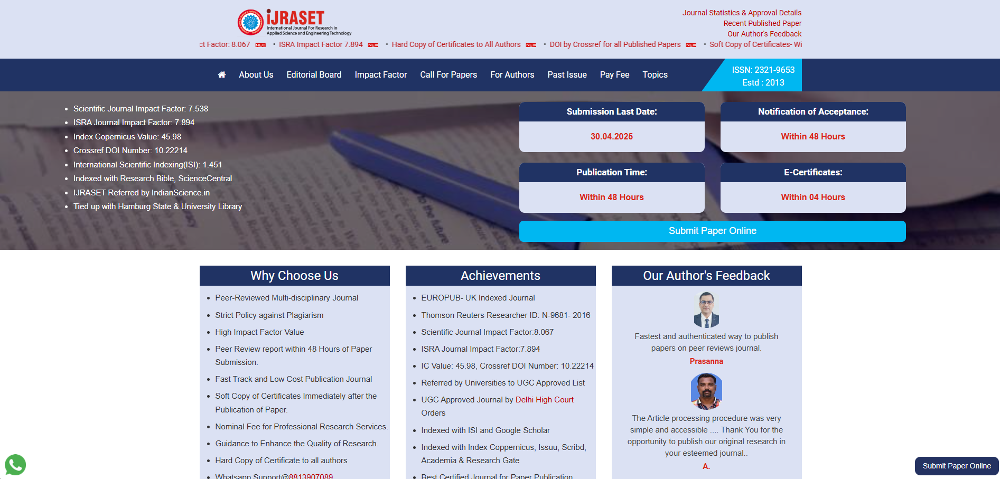 iJRASET
International Journal For Research in
Applied Science and Engineering Technology
Journal Statistics & Approval Details
Recent Published Paper
Our Author's Feedback
ct Factor: 8.067 NEW • ISRA Impact Factor 7.894 NEW • Hard Copy of Certificates to All Authors NEW • DOI by Crossref for all Published Papers NEW • Soft Copy of Certificates- Wi
About Us Editorial Board Impact Factor Call For Papers For Authors Past Issue Pay Fee Topics
ISSN: 2321-9653
Estd : 2013
• Scientific Journal Impact Factor: 7.538
• ISRA Journal Impact Factor: 7.894
• Index Copernicus Value: 45.98
• Crossref DOI Number: 10.22214
• International Scientific Indexing(ISI): 1.451
• Indexed with Research Bible, ScienceCentral
• IJRASET Referred by IndianScience.in
• Tied up with Hamburg State & University Library
Submission Last Date:
30.04.2025
Notification of Acceptance:
Within 48 Hours
Publication Time:
Within 48 Hours
E-Certificates:
Within 04 Hours
Submit Paper Online
Why Choose Us
• Peer-Reviewed Multi-disciplinary Journal
• Strict Policy against Plagiarism
• High Impact Factor Value
• Peer Review report within 48 Hours of Paper
Submission.
• Fast Track and Low Cost Publication Journal
• Soft Copy of Certificates Immediately after the
Publication of Paper.
• Nominal Fee for Professional Research Services.
• Guidance to Enhance the Quality of Research.
• Hard Copy of Certificate to all authors
• Whatsapp Support@8813907089
Achievements
• EUROPUB- UK Indexed Journal
• Thomson Reuters Researcher ID: N-9681- 2016
• Scientific Journal Impact Factor:8.067
• ISRA Journal Impact Factor:7.894
• IC Value: 45.98, Crossref DOI Number: 10.22214
• Referred by Universities to UGC Approved List
• UGC Approved Journal by Delhi High Court
Orders
• Indexed with ISI and Google Scholar
• Indexed with Index Coppernicus, Issuu, Scribd,
Academia & Research Gate
• Best Certified Journal for Paper Publication
Our Author's Feedback
Fastest and authenticated way to publish
papers on peer reviews journal.
Prasanna
The Article processing procedure was very
simple and accessible .... Thank You for the
opportunity to publish our original research in
your esteemed journal..
A.
Submit Paper Online